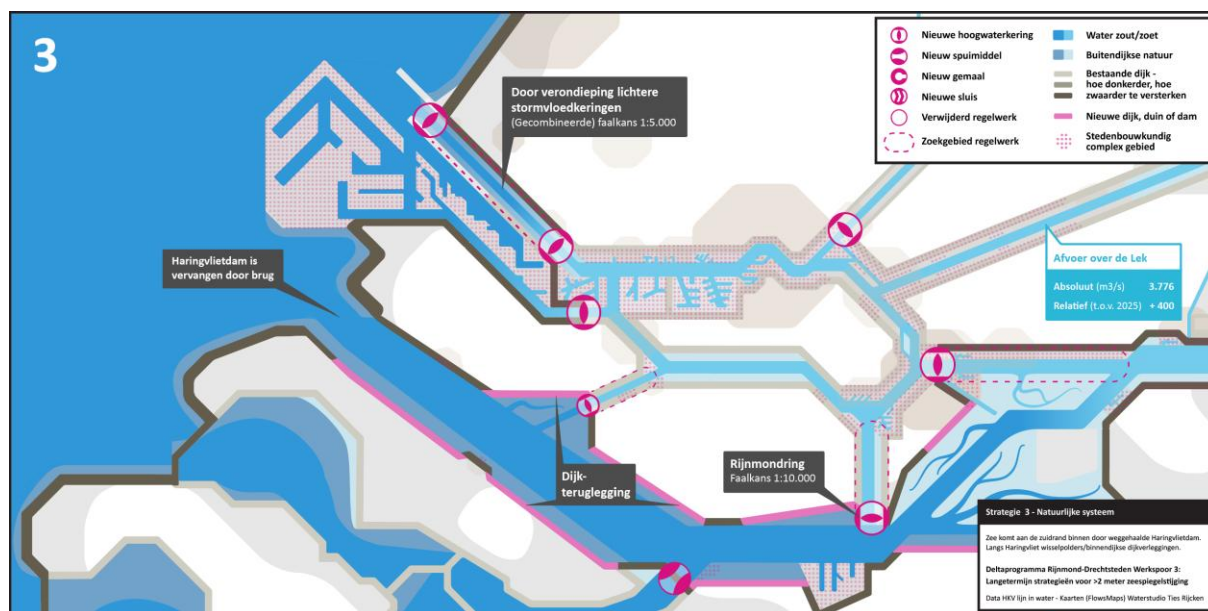 3
Door verondieping lichtere
stormvloedkeringen
(Gecombineerde) faalkans 1:5.000
Nieuwe hoogwaterkering
Nieuw spuimiddel
Nieuw gemaal
Nieuwe sluis
Verwijderd regelwerk
Zoekgebied regelwerk
Water zout/zoet
Buitendijkse natuur
Bestaande dijk -
hoe donkerder, hoe
zwaarder te versterken
Nieuwe dijk, duin of dam
Stedenbouwkundig
complex gebied
Haringvlietdam is
vervangen door brug
Afvoer over de Lek
Absoluut (m3/s) 3.776
Relatief (t.o.v. 2025) + 400
Dijk-
teruglegging
Rijnmondring
Faalkans 1:10.000
Strategie 3 - Natuurlijke systeem
Zee komt aan de zuidrand binnen door weggehaalde Haringvlietdam.
Langs Haringvliet wisselpolders/binnendijkse dijkverleggingen.
Deltaprogramma Rijnmond-Drechtsteden Werkspoor 3:
Langetermijn strategieën voor >2 meter zeespiegelstijging
Data HKV lijn in water - Kaarten (FlowsMaps) Waterstudio Ties Rijcken